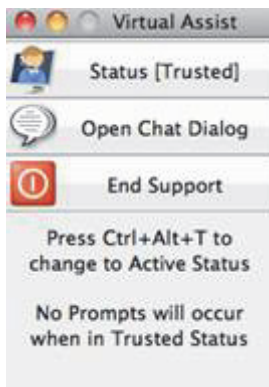 Virtual Assist
Status [Trusted]
Open Chat Dialog
End Support
Press Ctrl+Alt+T to
change to Active Status
No Prompts will occur
when in Trusted Status